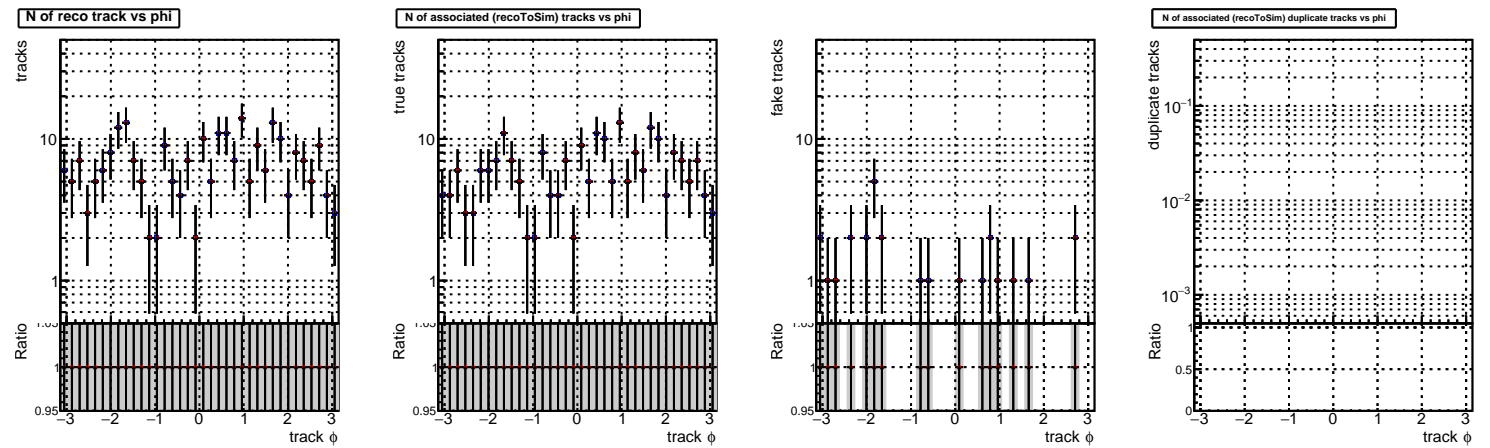 N of reco track vs phi
tracks
10
1
Ratio
1
0.95
−3 −2 −1 0 1 2 3
track ϕ
N of associated (recoToSim) tracks vs phi
true tracks
10
1
Ratio
1
0.95
−3 −2 −1 0 1 2 3
track ϕ
fake tracks
10
1
Ratio
1
0.95
−3 −2 −1 0 1 2 3
track ϕ
N of associated (recoToSim) duplicate tracks vs phi
duplicate tracks
10⁻¹
10⁻²
10⁻³
Ratio
1
0.5
0
−3 −2 −1 0 1 2 3
track ϕ